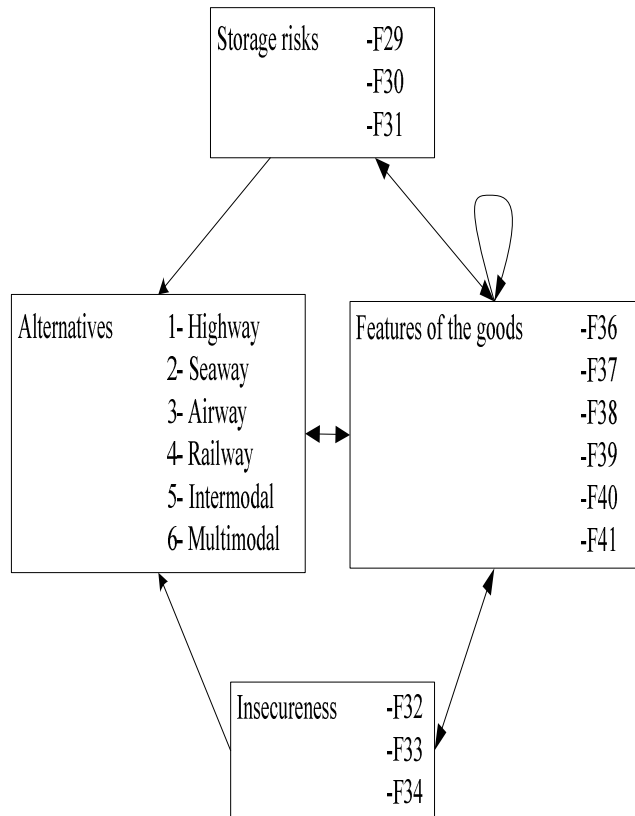 Storage risks -F29
-F30
-F31
Alternatives 1- Highway
2- Seaway
3- Airway
4- Railway
5- Intermodal
6- Multimodal
Features of the goods -F36
-F37
-F38
-F39
-F40
-F41
Insecureness -F32
-F33
-F34